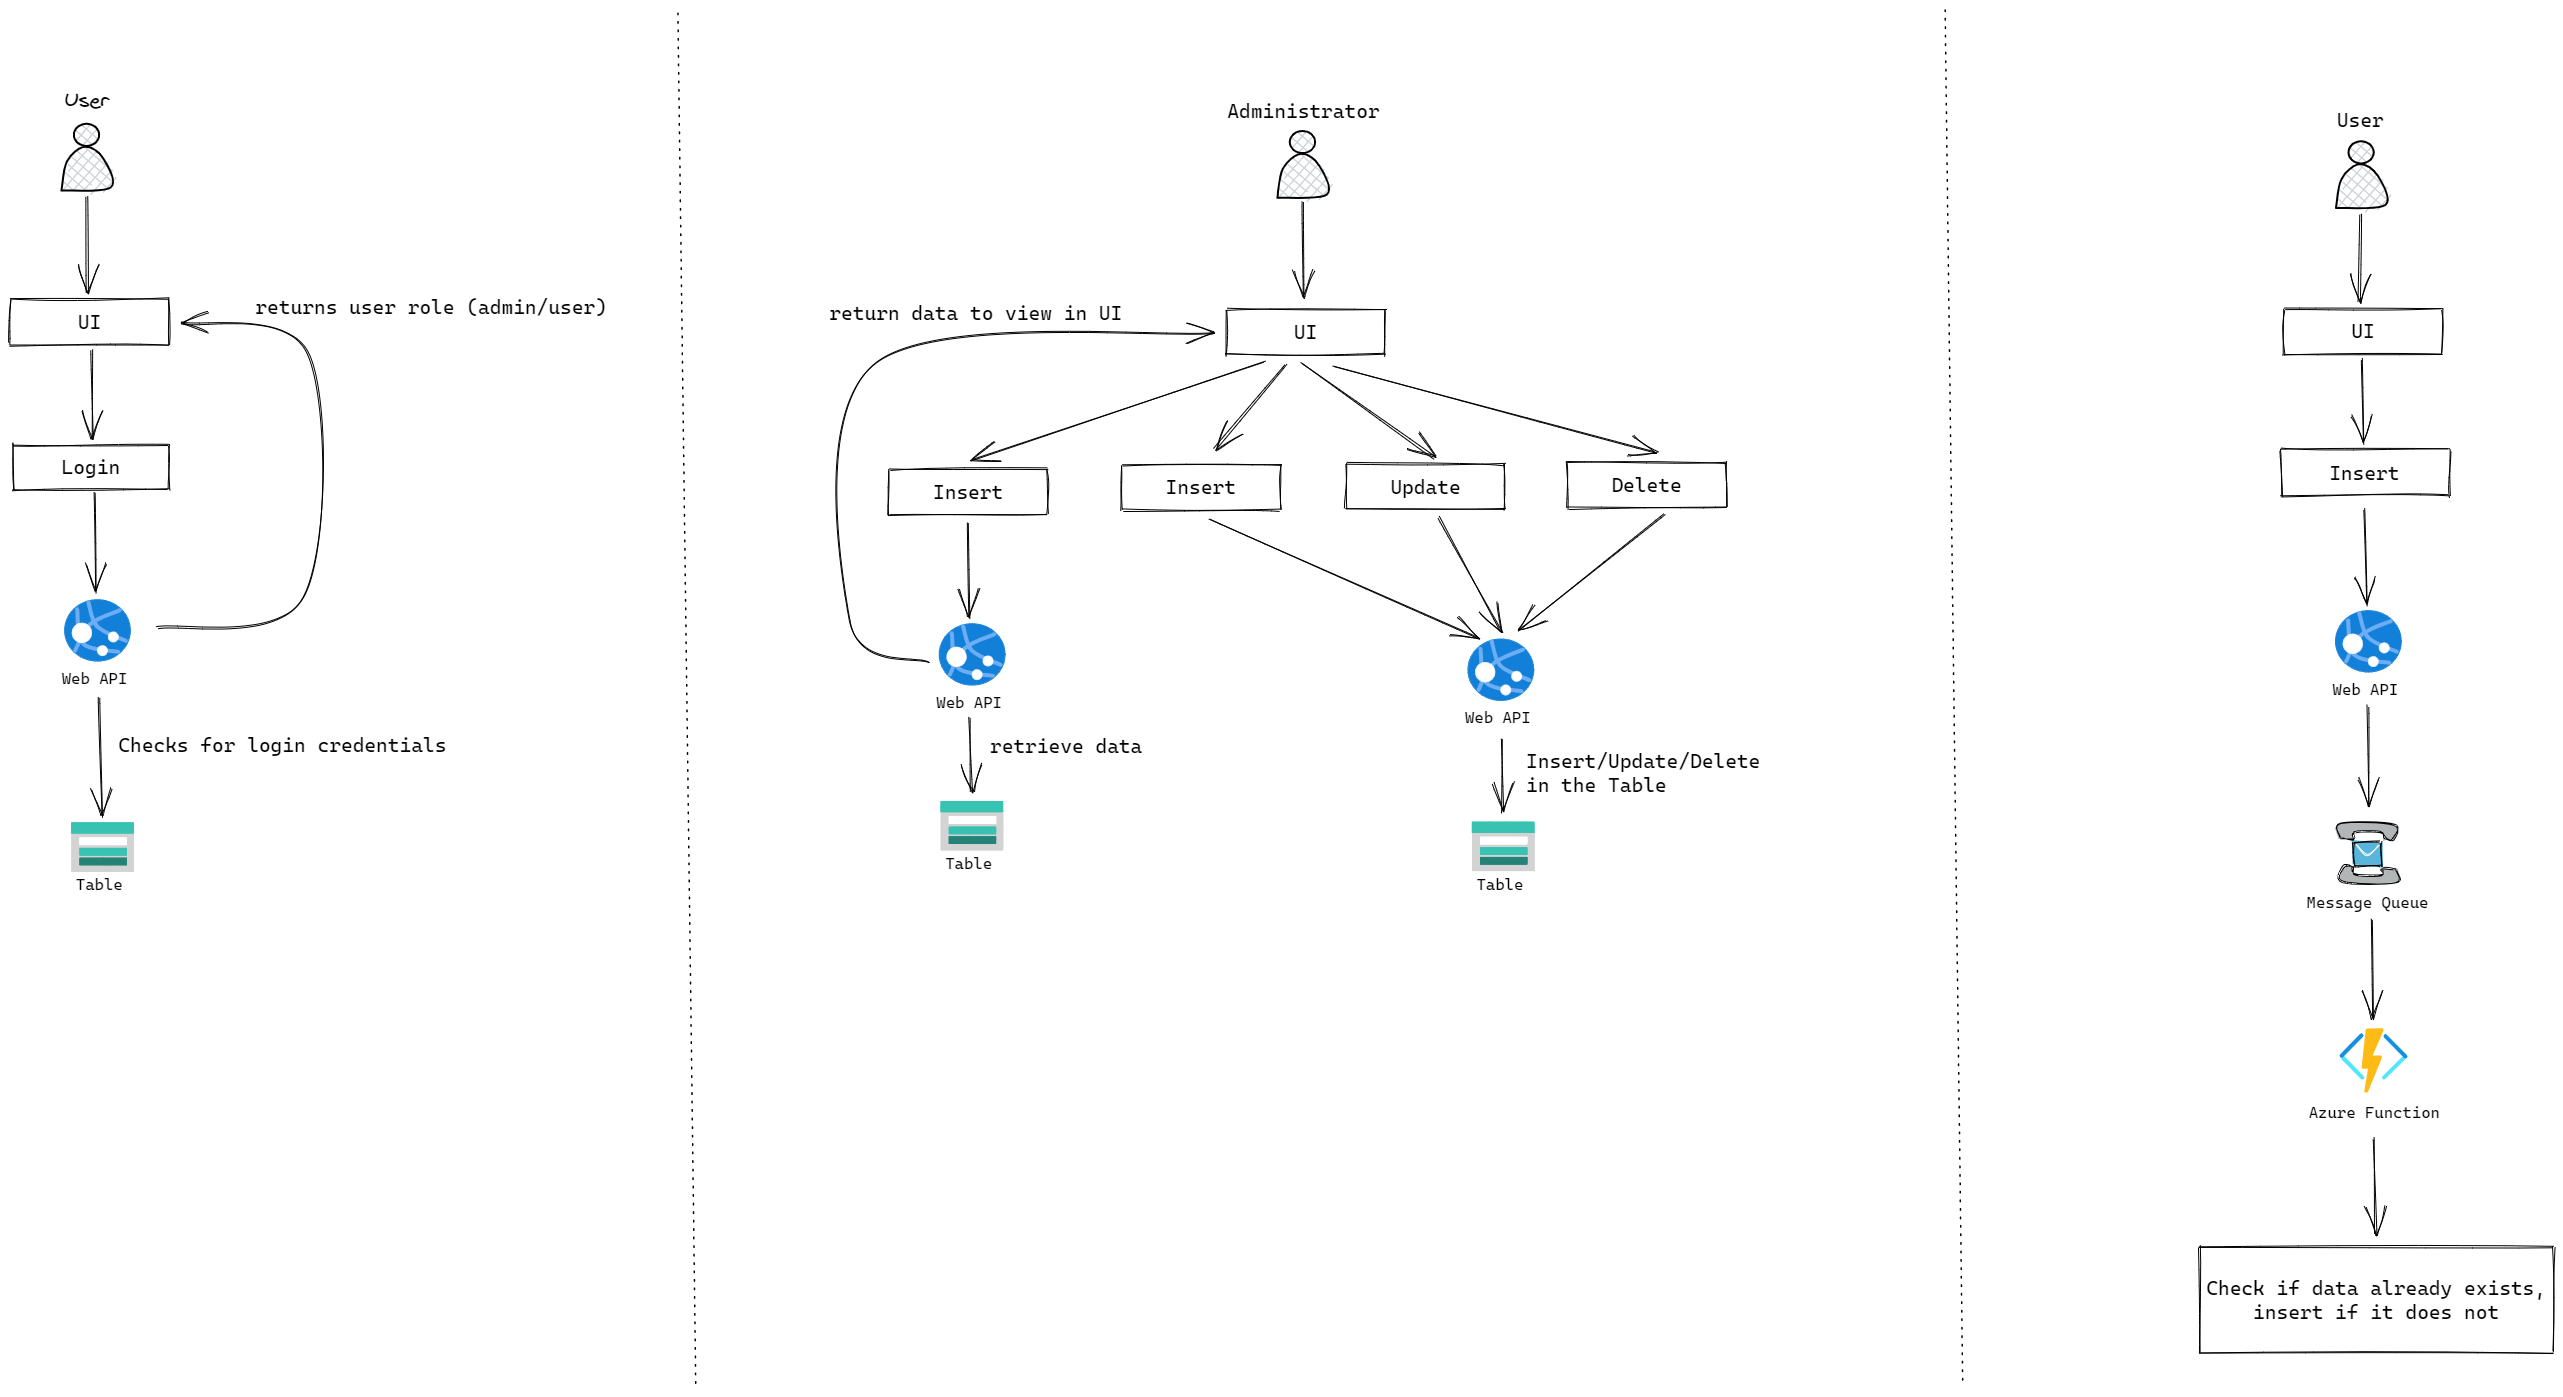 User
UI
returns user role (admin/user)
Login
Web API
Checks for login credentials
Table
Administrator
return data to view in UI
UI
Insert
Insert
Update
Delete
Web API
Web API
retrieve data
Insert/Update/Delete
in the Table
Table
Table
User
UI
Insert
Web API
Message Queue
Azure Function
Check if data already exists,
insert if it does not